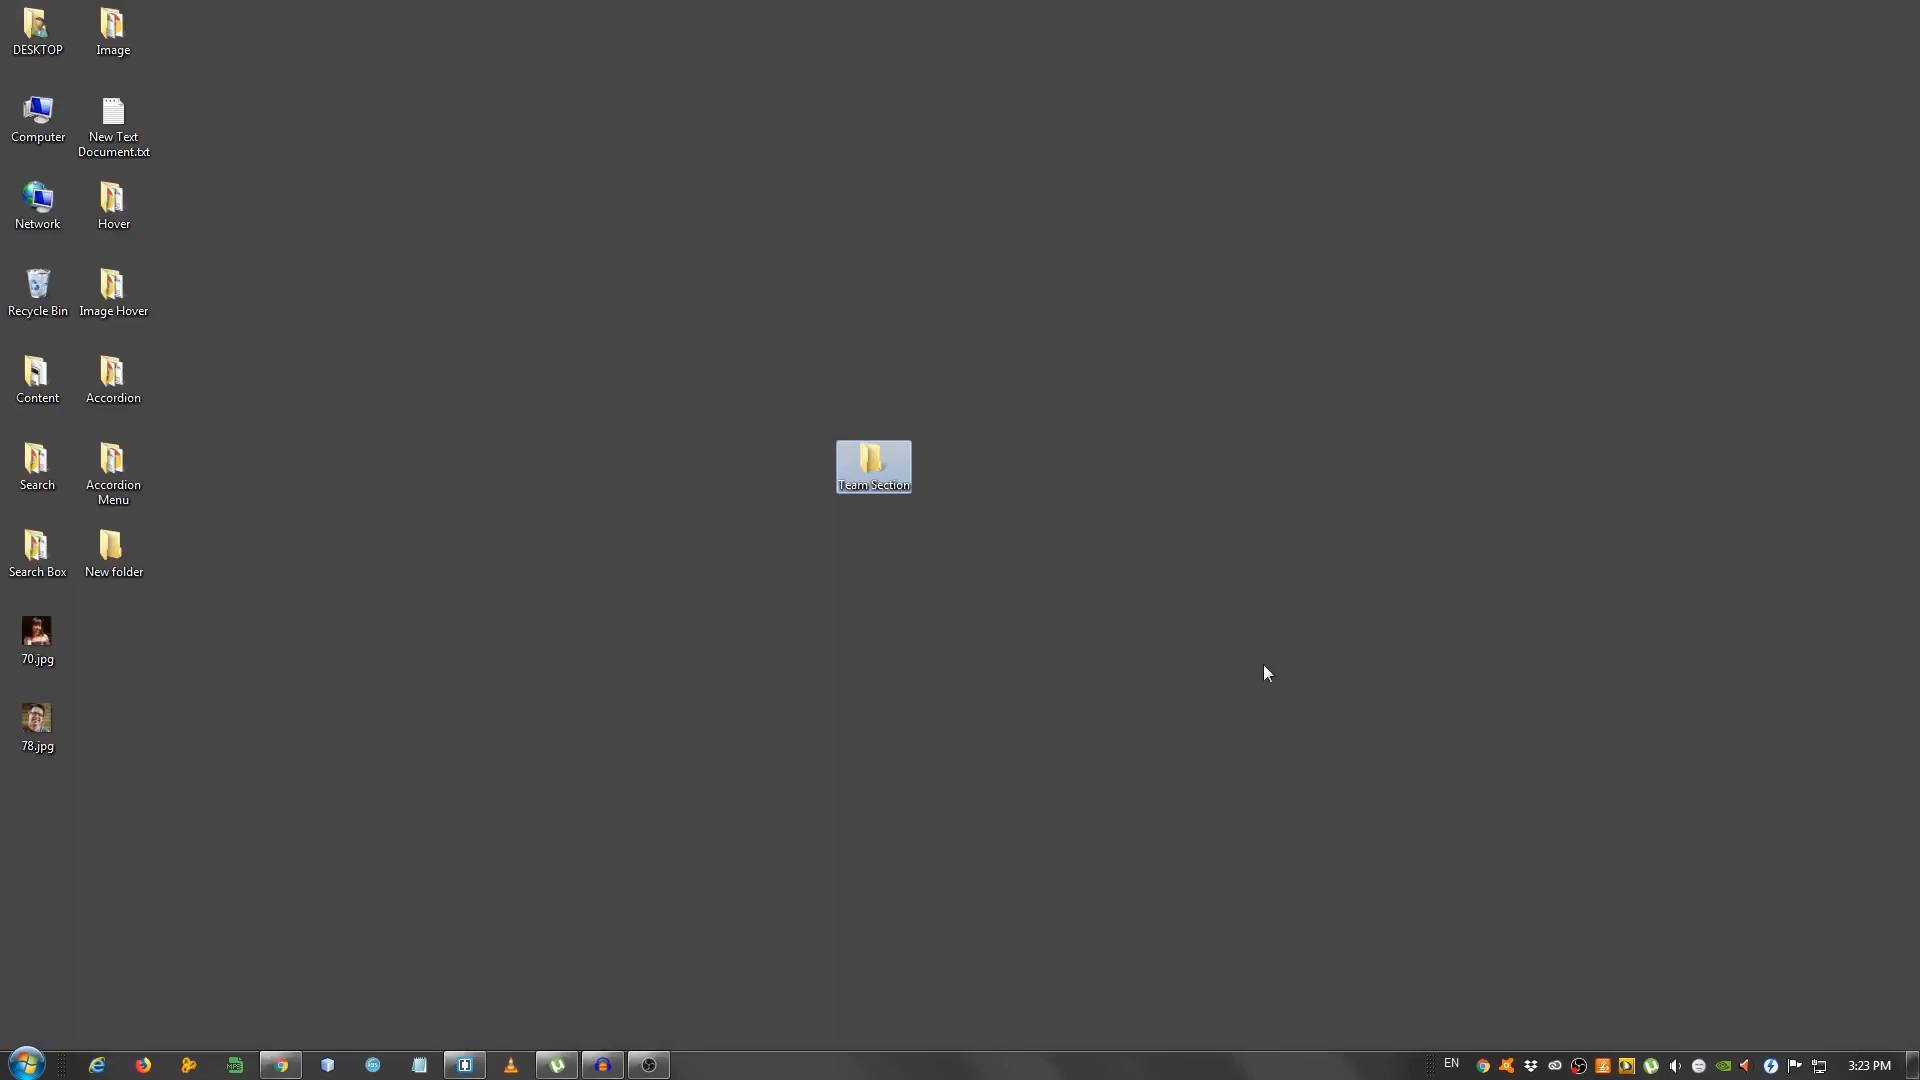 DESKTOP
Image
Computer
New Text
Document.txt
Network
Hover
Recycle Bin
Image Hover
Content
Accordion
Search
Accordion
Menu
Team Section
Search Box
New folder
70.jpg
78.jpg
EN
3:23 PM